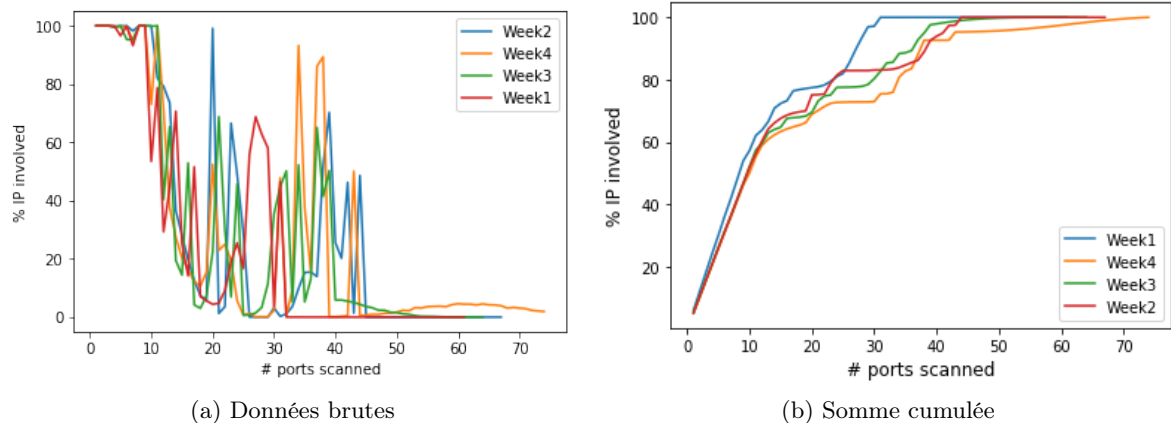 100
80
60
40
20
0
% IP involved
0 10 20 30 40 50 60 70
# ports scanned
Week2
Week4
Week3
Week1
(a) Données brutes
100
80
60
40
20
% IP involved
0 10 20 30 40 50 60 70
# ports scanned
Week1
Week4
Week3
Week2
(b) Somme cumulée